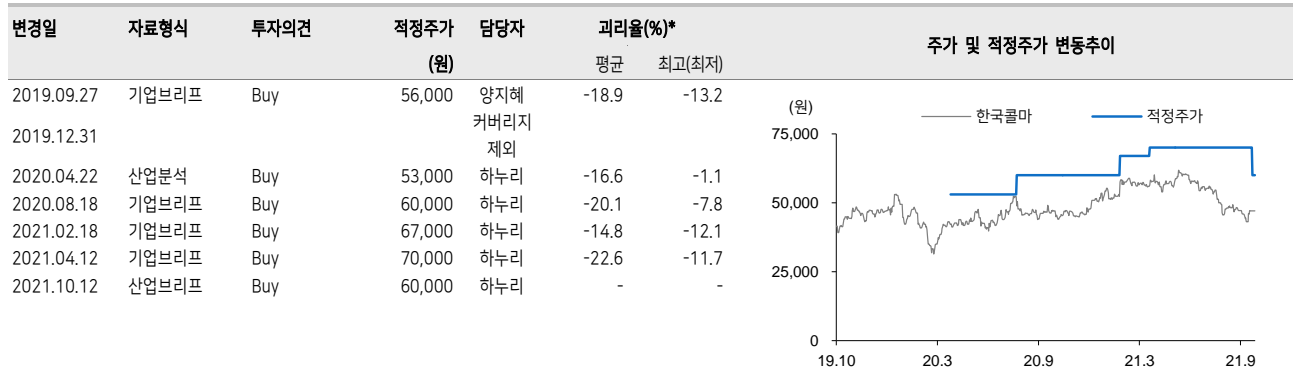 변경일 자료형식 투자의견 적정주가 담당자 괴리율(%)* 주가 및 적정주가 변동추이
(원) 평균 최고(최저)
2019.09.27 기업브리프 Buy 56,000 양지혜 -18.9 -13.2
2019.12.31 커버리지
제외
2020.04.22 산업분석 Buy 53,000 하누리 -16.6 -1.1
2020.08.18 기업브리프 Buy 60,000 하누리 -20.1 -7.8
2021.02.18 기업브리프 Buy 67,000 하누리 -14.8 -12.1
2021.04.12 기업브리프 Buy 70,000 하누리 -22.6 -11.7
2021.10.12 산업브리프 Buy 60,000 하누리 - -
(원) 한국콜마 적정주가
75,000
50,000
25,000
0
19.10 20.3 20.9 21.3 21.9